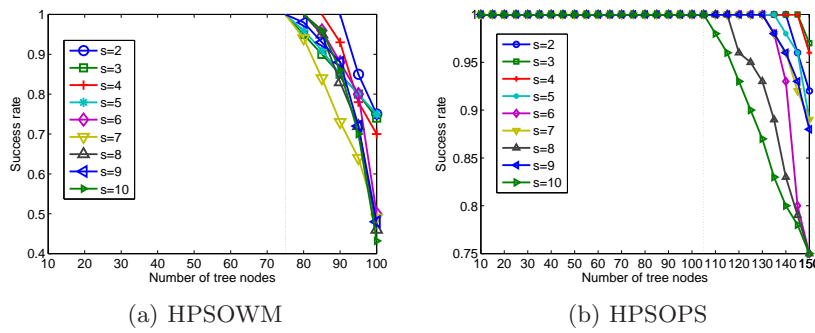 1
0.9
0.8
0.7
0.6
0.5
0.4
Success rate
s=2
s=3
s=4
s=5
s=6
s=7
s=8
s=9
s=10
10 20 30 40 50 60 70 80 90 100
Number of tree nodes
(a) HPSOWM
1
0.95
0.9
0.85
0.8
0.75
Success rate
s=2
s=3
s=4
s=5
s=6
s=7
s=8
s=9
s=10
10 20 30 40 50 60 70 80 90 100 110 120 130 140 150
Number of tree nodes
(b) HPSOPS